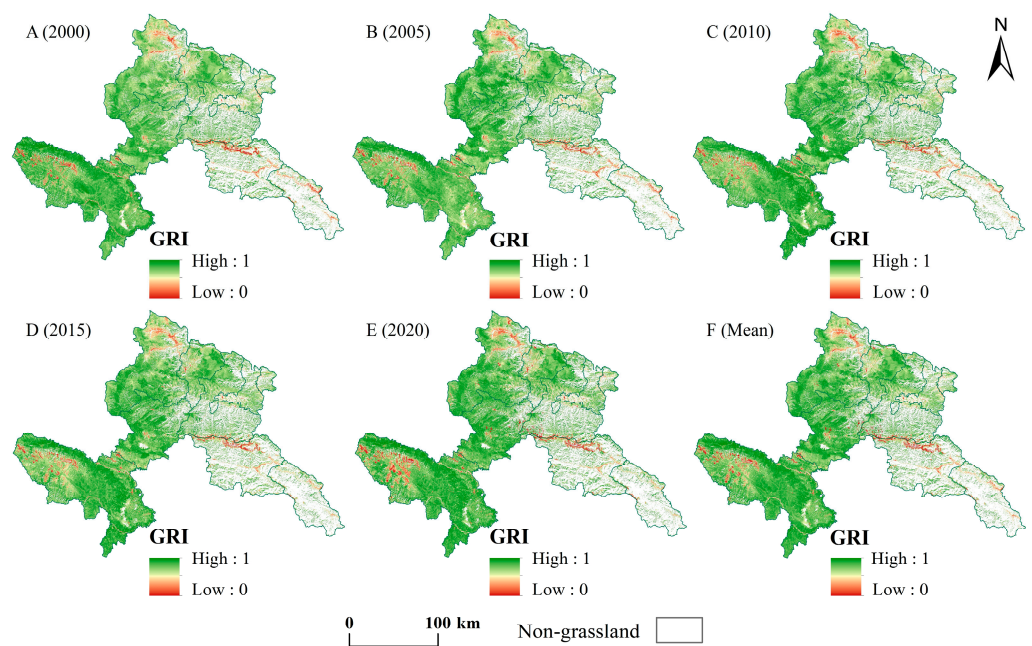 A (2000)
B (2005)
C (2010)
N
GRI
High : 1
Low : 0
GRI
High : 1
Low : 0
GRI
High : 1
Low : 0
D (2015)
E (2020)
F (Mean)
GRI
High : 1
Low : 0
GRI
High : 1
Low : 0
GRI
High : 1
Low : 0
0 100 km
Non-grassland